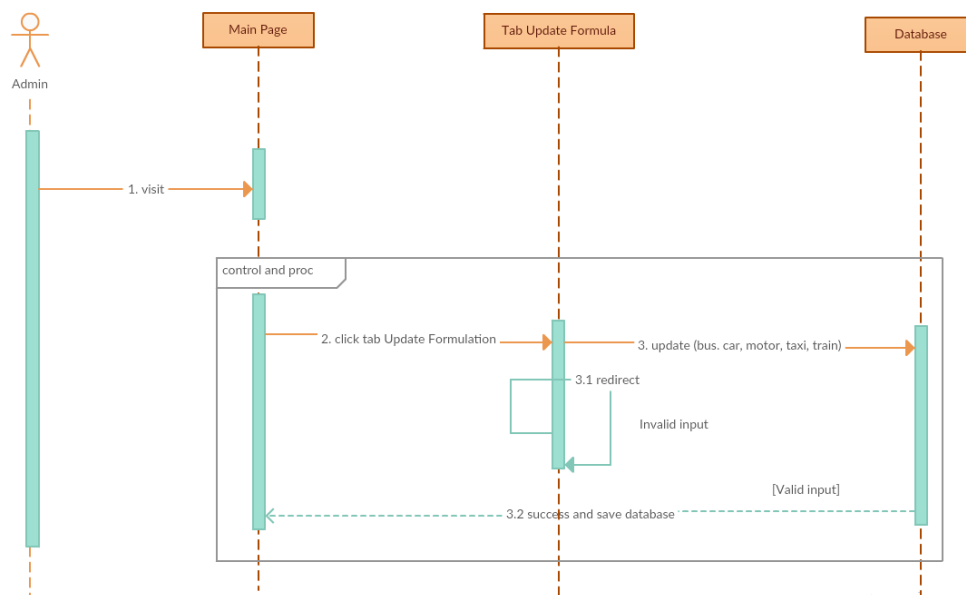 Main Page
Tab Update Formula
Database
Admin
1. visit
control and proc
2. click tab Update Formulation
3. update (bus. car, motor, taxi, train)
3.1 redirect
Invalid input
[Valid input]
3.2 success and save database